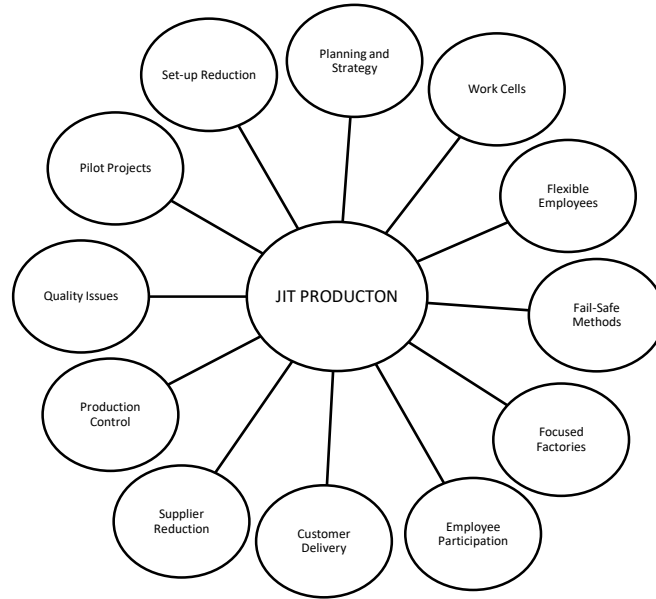 Planning and
Strategy
Set-up Reduction
Work Cells
Pilot Projects
Flexible
Employees
Quality Issues
JIT PRODUCTON
Fail-Safe
Methods
Production
Control
Focused
Factories
Supplier
Reduction
Customer
Delivery
Employee
Participation